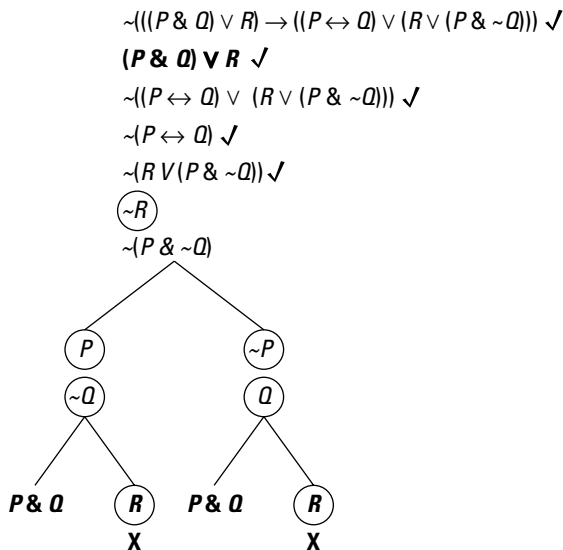 ~(((P & Q) ∨ R) → ((P ↔ Q) ∨ (R ∨ (P & ~Q))) ✓
(P & Q) ∨ R ✓
~((P ↔ Q) ∨ (R ∨ (P & ~Q))) ✓
~(P ↔ Q) ✓
~(R V (P & ~Q)) ✓
~R
~(P & ~Q)
P ~P
~Q Q
P & Q R P & Q R
X X